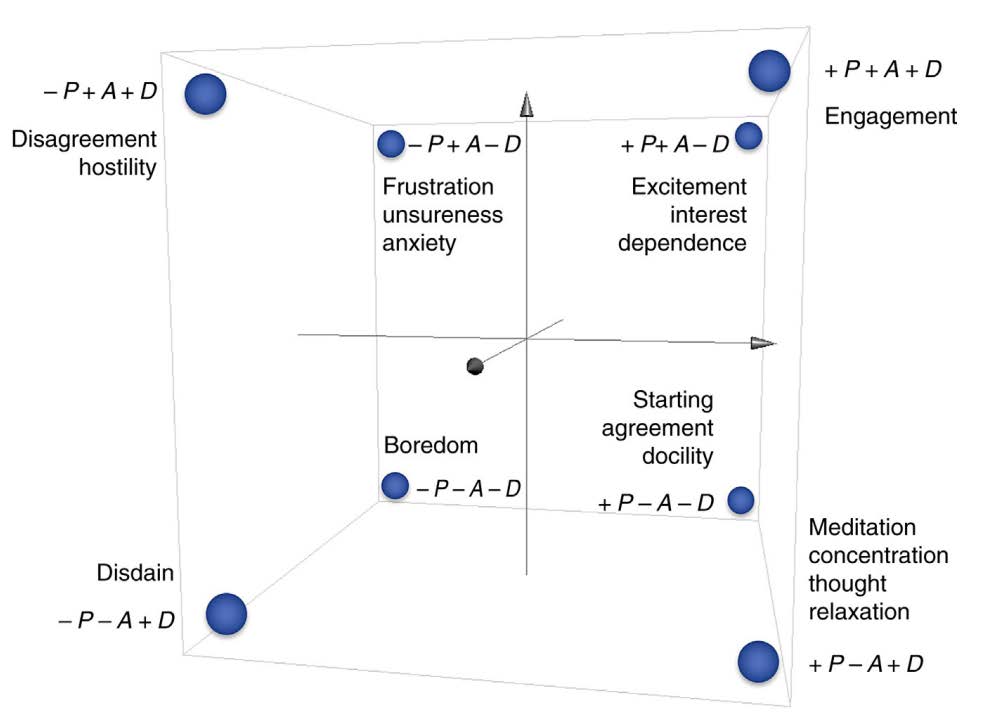 − P + A + D
Disagreement
hostility
+ P + A + D
Engagement
− P + A − D
Frustration
unsureness
anxiety
+ P+ A − D
Excitement
interest
dependence
Boredom
− P − A − D
Starting
agreement
docility
+ P − A − D
Disdain
− P − A + D
Meditation
concentration
thought
relaxation
+ P − A + D